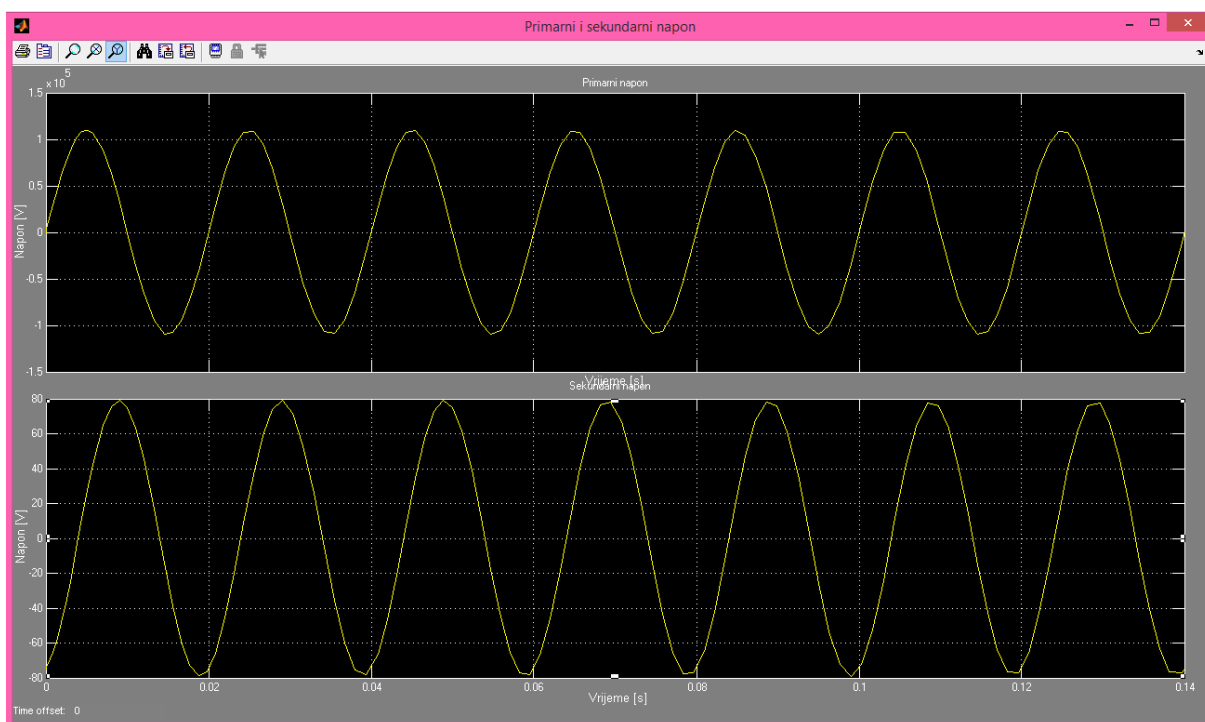 Primarni i sekundarni napon
x 10^5
Primarni napon
1.5
1
0.5
0
-0.5
-1
-1.5
Napon [V]
Vrijeme [s]
Sekundarni napon
80
60
40
20
0
-20
-40
-60
-80
Napon [V]
0 0.02 0.04 0.06 0.08 0.1 0.12 0.14
Vrijeme [s]
Time offset: 0